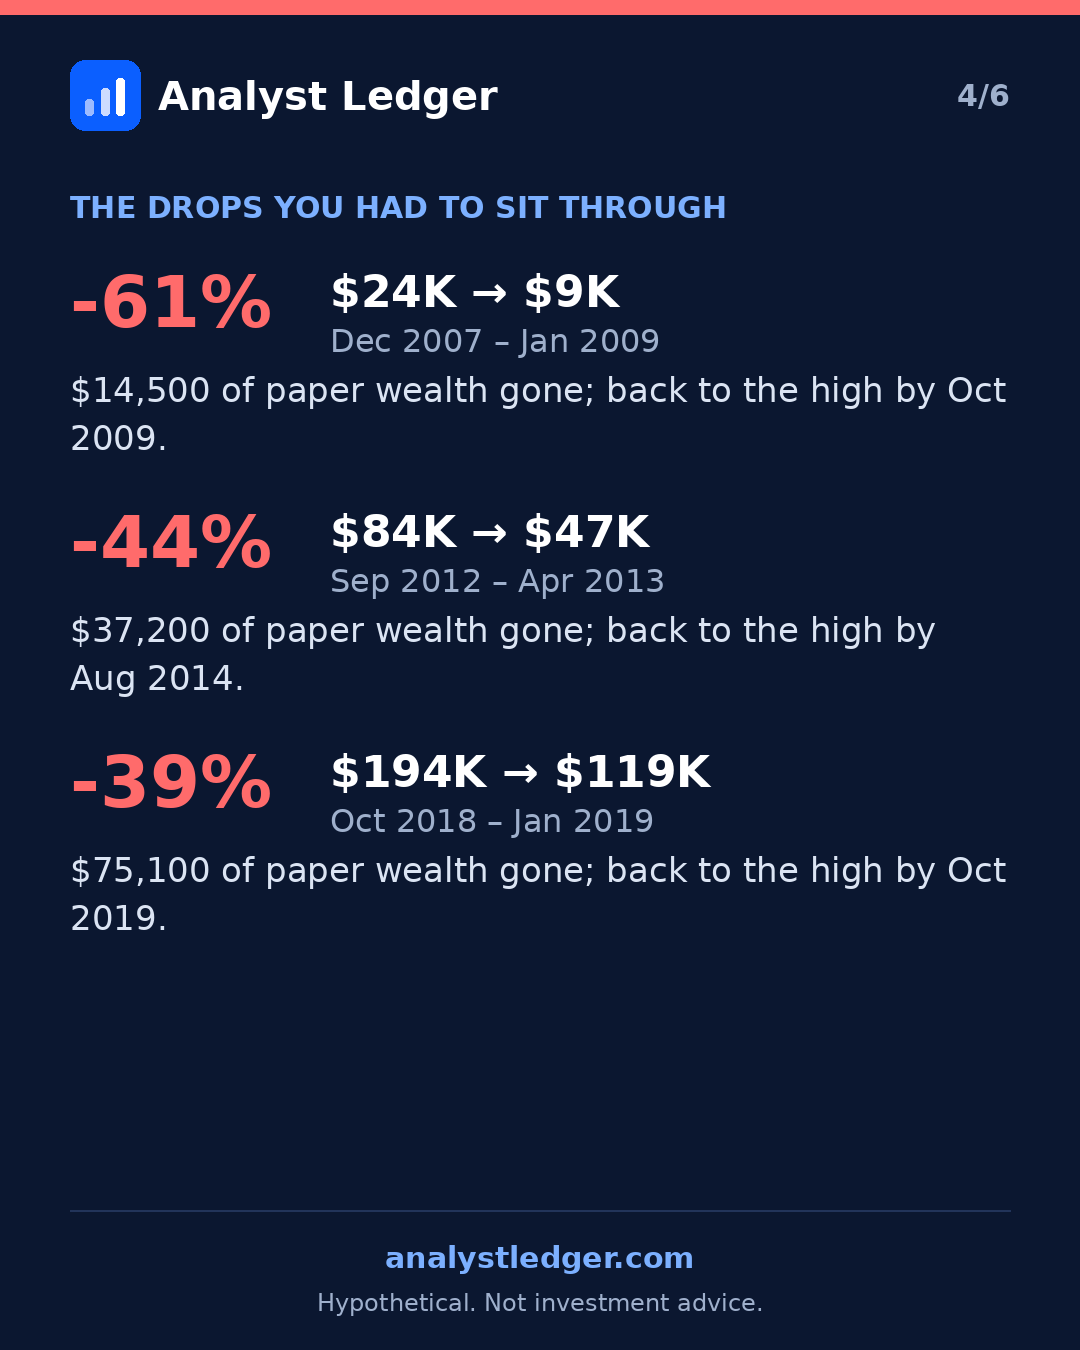 Analyst Ledger
4/6
THE DROPS YOU HAD TO SIT THROUGH
-61%
$24K → $9K
Dec 2007 – Jan 2009
$14,500 of paper wealth gone; back to the high by Oct
2009.
-44%
$84K → $47K
Sep 2012 – Apr 2013
$37,200 of paper wealth gone; back to the high by
Aug 2014.
-39%
$194K → $119K
Oct 2018 – Jan 2019
$75,100 of paper wealth gone; back to the high by Oct
2019.
analystledger.com
Hypothetical. Not investment advice.